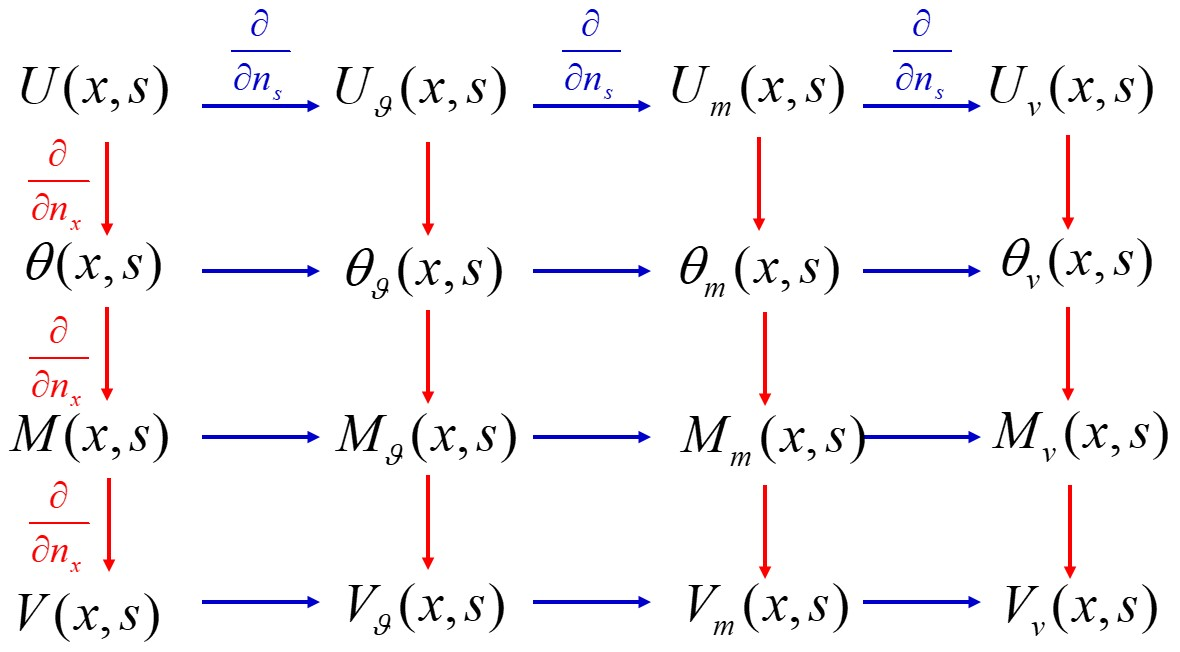 ∂/∂n_s ∂/∂n_s ∂/∂n_s
U(x,s) U_ϑ(x,s) U_m(x,s) U_v(x,s)
∂/∂n_x
θ(x,s) θ_ϑ(x,s) θ_m(x,s) θ_v(x,s)
∂/∂n_x
M(x,s) M_ϑ(x,s) M_m(x,s) M_v(x,s)
∂/∂n_x
V(x,s) V_ϑ(x,s) V_m(x,s) V_v(x,s)